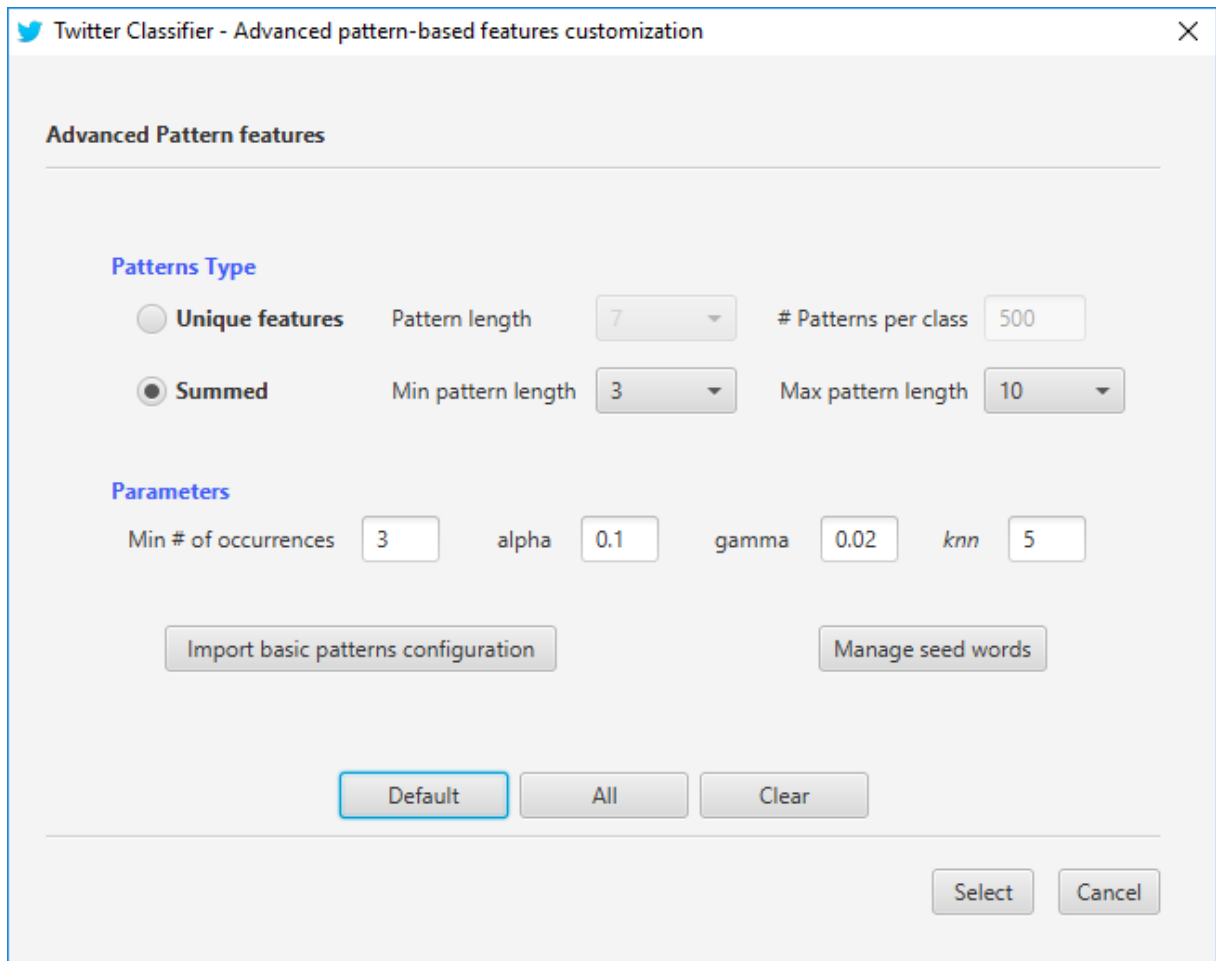 Twitter Classifier - Advanced pattern-based features customization
Advanced Pattern features
Patterns Type
Unique features Pattern length 7 # Patterns per class 500
Summed Min pattern length 3 Max pattern length 10
Parameters
Min # of occurrences 3 alpha 0.1 gamma 0.02 knn 5
Import basic patterns configuration Manage seed words
Default All Clear
Select Cancel